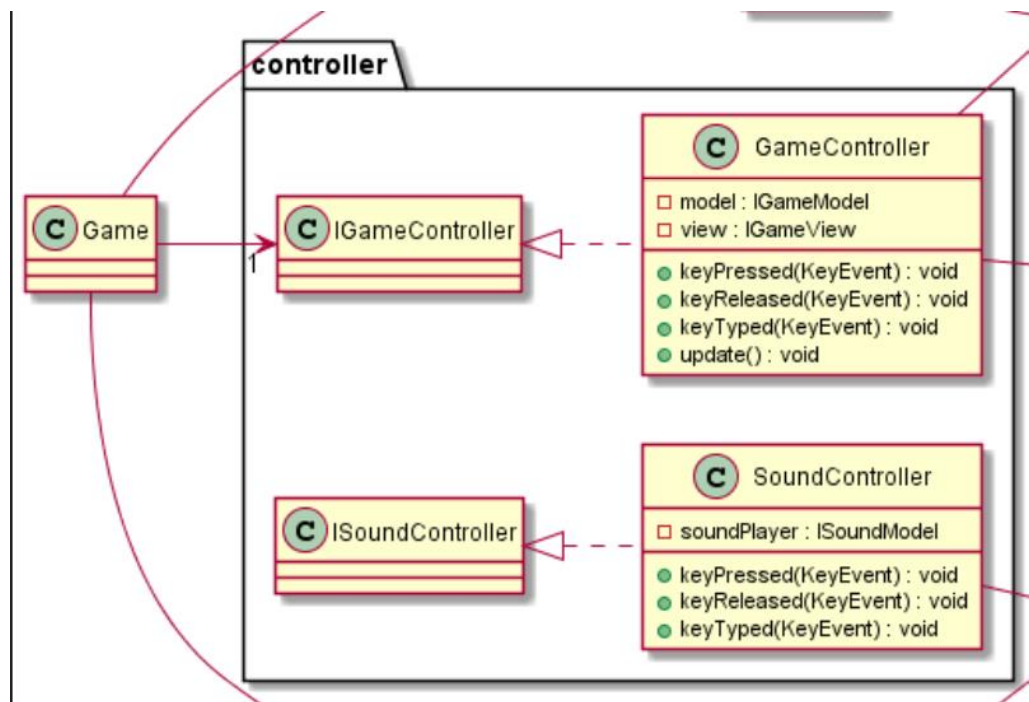 controller
C GameController
model : IGameModel
view : IGameView
keyPressed(KeyEvent) : void
keyReleased(KeyEvent) : void
keyTyped(KeyEvent) : void
update() : void
C Game
1
C IGameController
C SoundController
soundPlayer : ISoundModel
keyPressed(KeyEvent) : void
keyReleased(KeyEvent) : void
keyTyped(KeyEvent) : void
C ISoundController